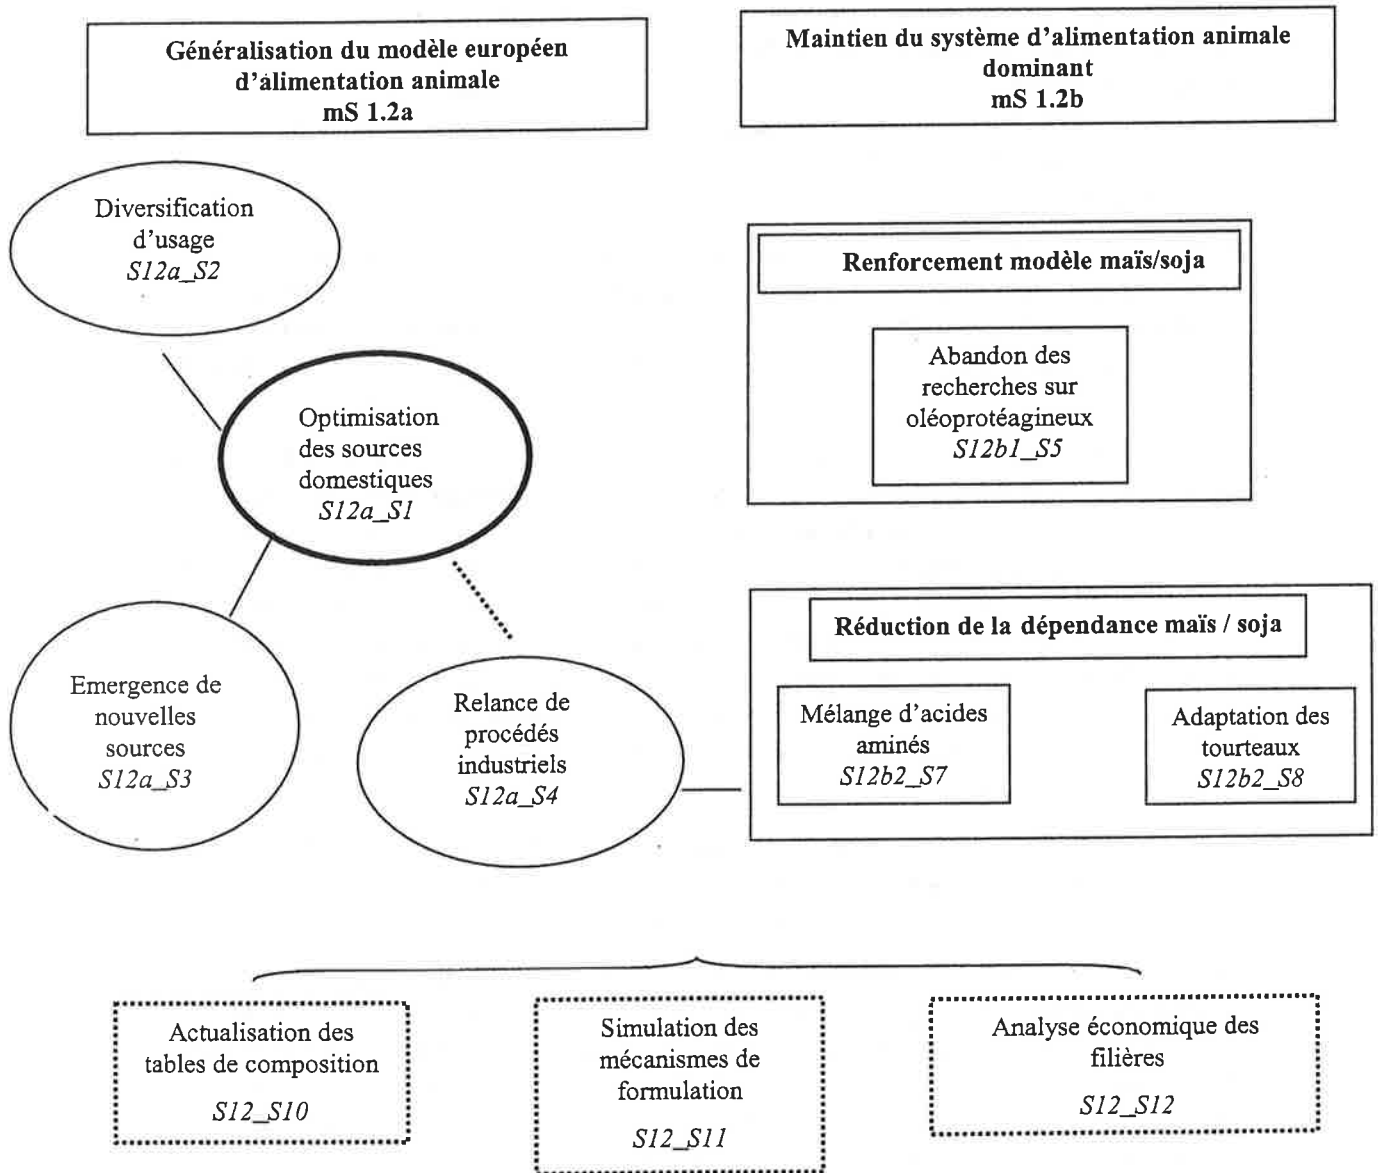 Généralisation du modèle européen
d'alimentation animale
mS 1.2a
Maintien du système d'alimentation animale
dominant
mS 1.2b
Diversification
d'usage
S12a_S2
Renforcement modèle maïs/soja
Abandon des
recherches sur
oléoprotéagineux
S12b1_S5
Optimisation
des sources
domestiques
S12a_S1
Réduction de la dépendance maïs / soja
Mélange d'acides
aminés
S12b2_S7
Adaptation des
tourteaux
S12b2_S8
Emergence de
nouvelles
sources
S12a_S3
Relance de
procédés
industriels
S12a_S4
Actualisation des
tables de composition
S12_S10
Simulation des
mécanismes de
formulation
S12_S11
Analyse économique des
filières
S12_S12